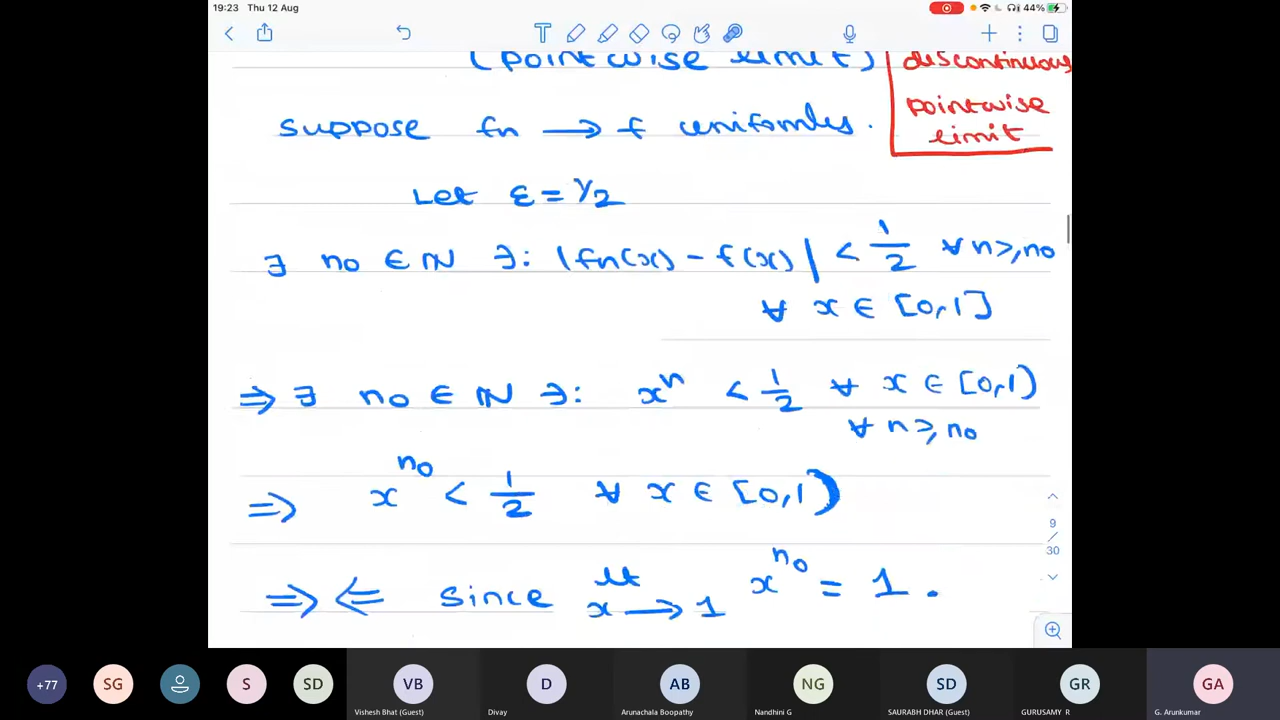 19:23 Thu 12 Aug
44%
(pointwise limit)
discontinuous
pointwise
limit
suppose fn → f uniformly.
Let ε = 1/2
∃ n₀ ∈ ℕ ∋: |fn(x) - f(x)| < 1/2 ∀ n ≥ n₀
∀ x ∈ [0,1]
⇒ ∃ n₀ ∈ ℕ ∋: xⁿ < 1/2 ∀ x ∈ [0,1)
∀ n ≥ n₀
⇒ x^n₀ < 1/2 ∀ x ∈ [0,1)
⇒⇐ since lt x→1 x^n₀ = 1.
9
/
30
+77
SG
S
SD
VB
D
AB
NG
SD
GR
GA
Vishesh Bhat (Guest)
Divay
Arunachala Boopathy
Nandhini G
SAURABH DHAR (Guest)
GURUSAMY R
G. Arunkumar